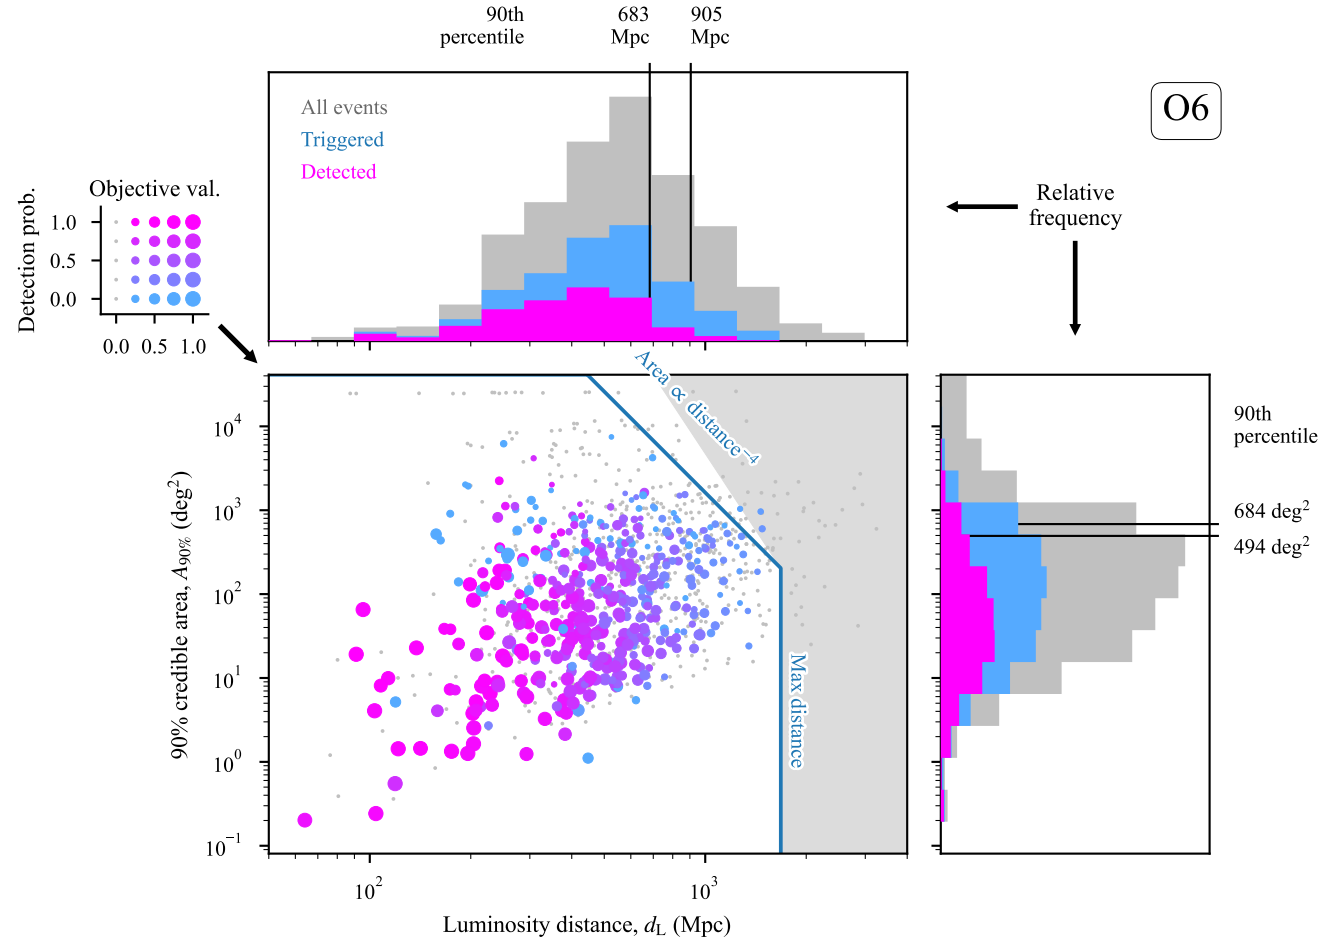 90th
percentile
683
Mpc
905
Mpc
O6
All events
Triggered
Detected
Relative
frequency
Objective val.
Detection prob.
1.0
0.5
0.0
0.0 0.5 1.0
Area ∝ distance⁻⁴
Max distance
90% credible area, A90% (deg²)
10⁴
10³
10²
10¹
10⁰
10⁻¹
10² 10³
Luminosity distance, dL (Mpc)
90th
percentile
684 deg²
494 deg²